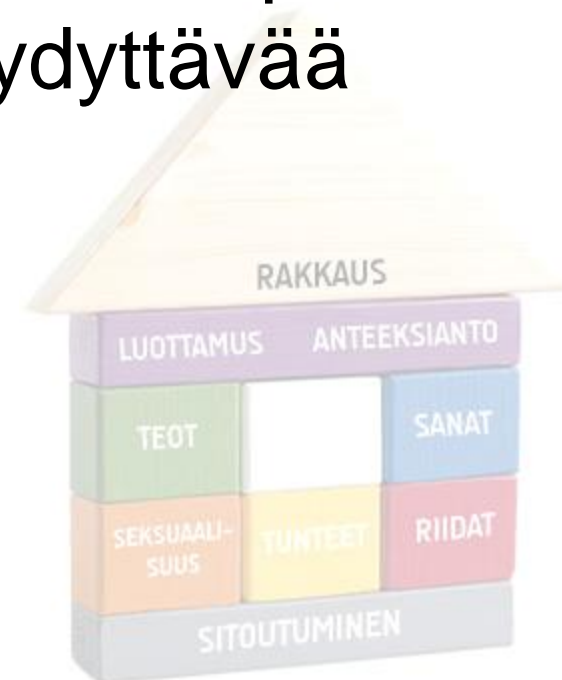 ydyttävää
RAKKAUS
LUOTTAMUS ANTEEKSIANTO
TEOT
SANAT
SEKSUAALI-
SUUS
TUNTEET
RIIDAT
SITOUTUMINEN